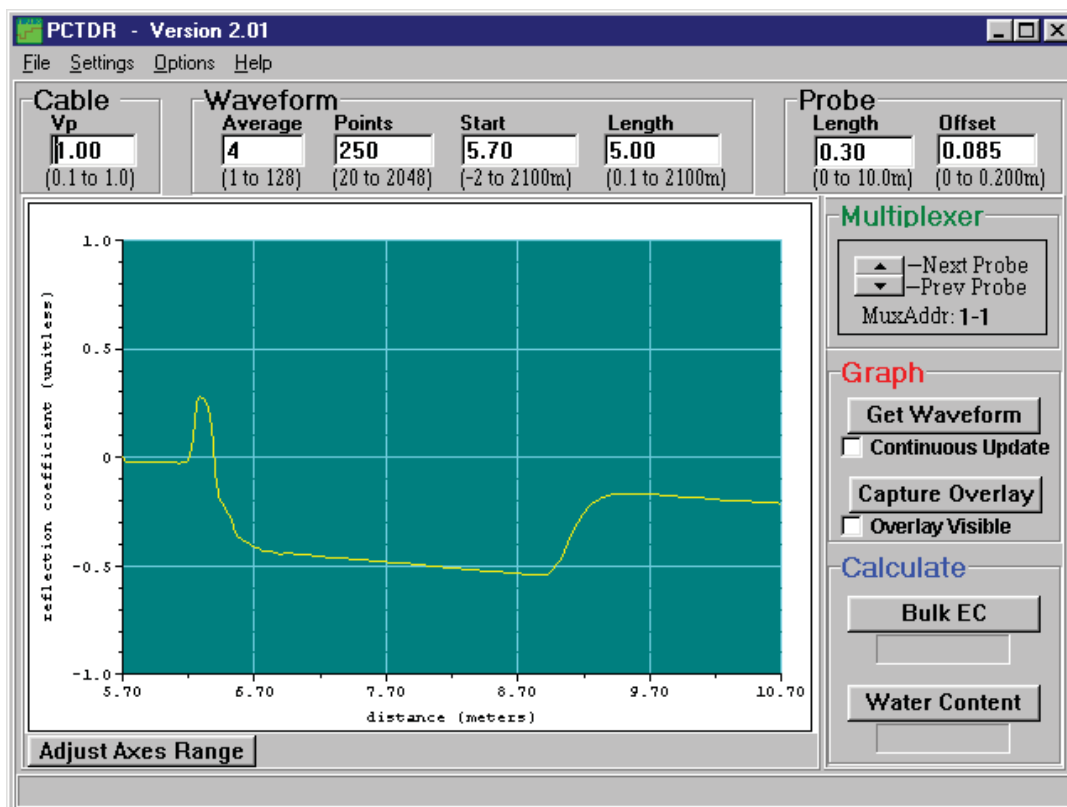 PCTDR - Version 2.01
File Settings Options Help
Cable
Vp
1.00
(0.1 to 1.0)
Waveform
Average Points Start Length
4 250 5.70 5.00
(1 to 128) (20 to 2048) (-2 to 2100m) (0.1 to 2100m)
Probe
Length Offset
0.30 0.085
(0 to 10.0m) (0 to 0.200m)
reflection coefficient (unitless)
1.0
0.5
0
-0.5
-1.0
5.70 6.70 7.70 8.70 9.70 10.70
distance (meters)
Adjust Axes Range
Multiplexer
Next Probe
Prev Probe
MuxAddr: 1-1
Graph
Get Waveform
Continuous Update
Capture Overlay
Overlay Visible
Calculate
Bulk EC
Water Content